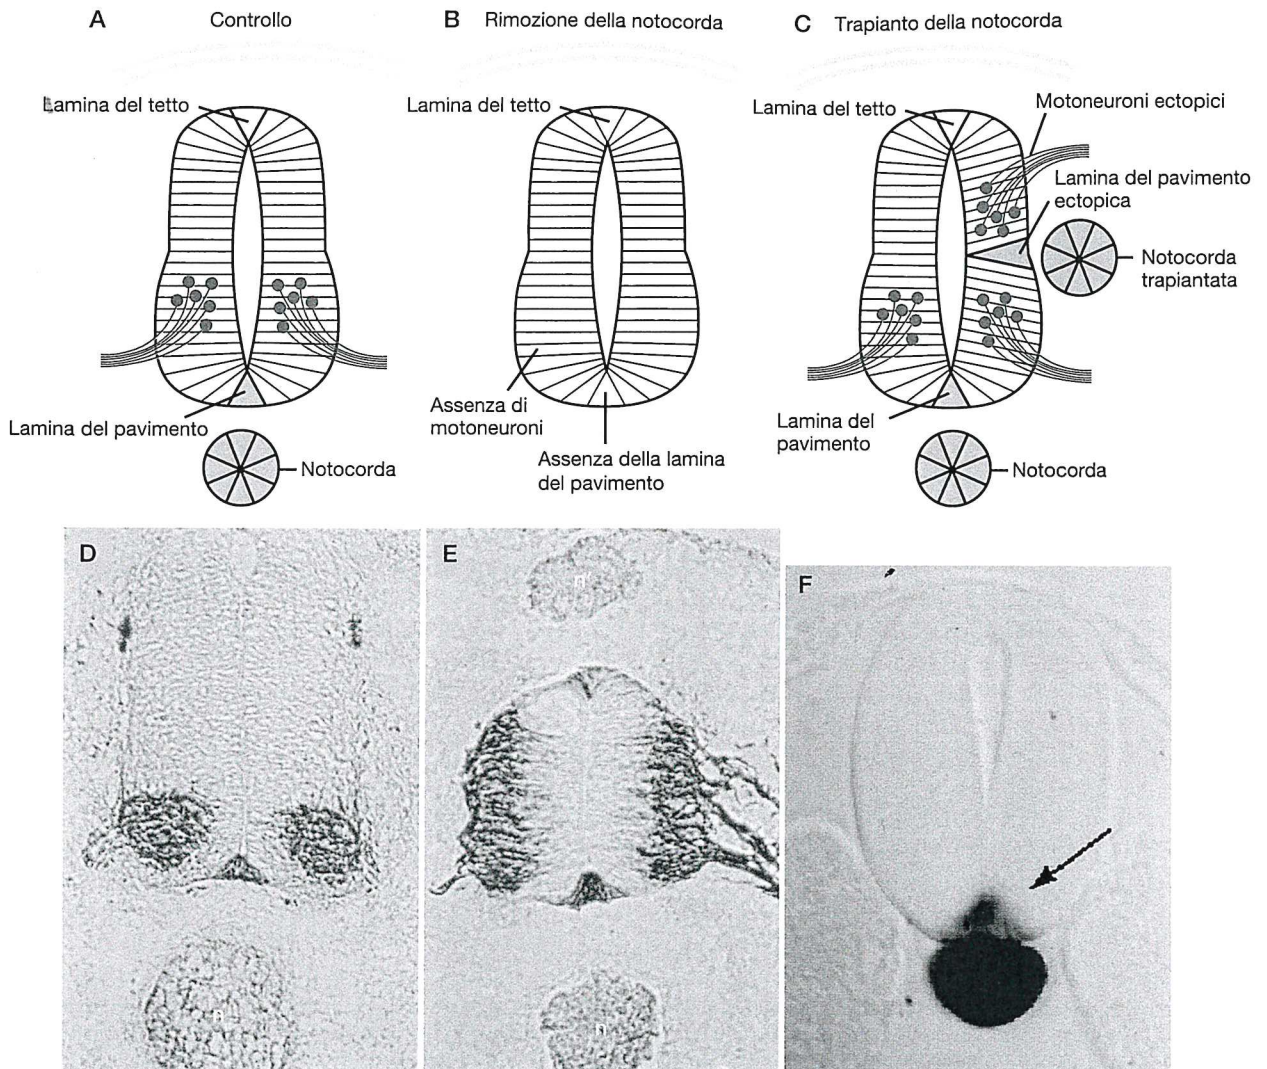 A
Controllo
Lamina del tetto
Lamina del pavimento
Notocorda
B
Rimozione della notocorda
Lamina del tetto
Assenza di
motoneuroni
Assenza della lamina
del pavimento
C
Trapianto della notocorda
Lamina del tetto
Motoneuroni ectopici
Lamina del pavimento
ectopica
Notocorda
trapiantata
Lamina del
pavimento
Notocorda
D
n
E
n
n
F